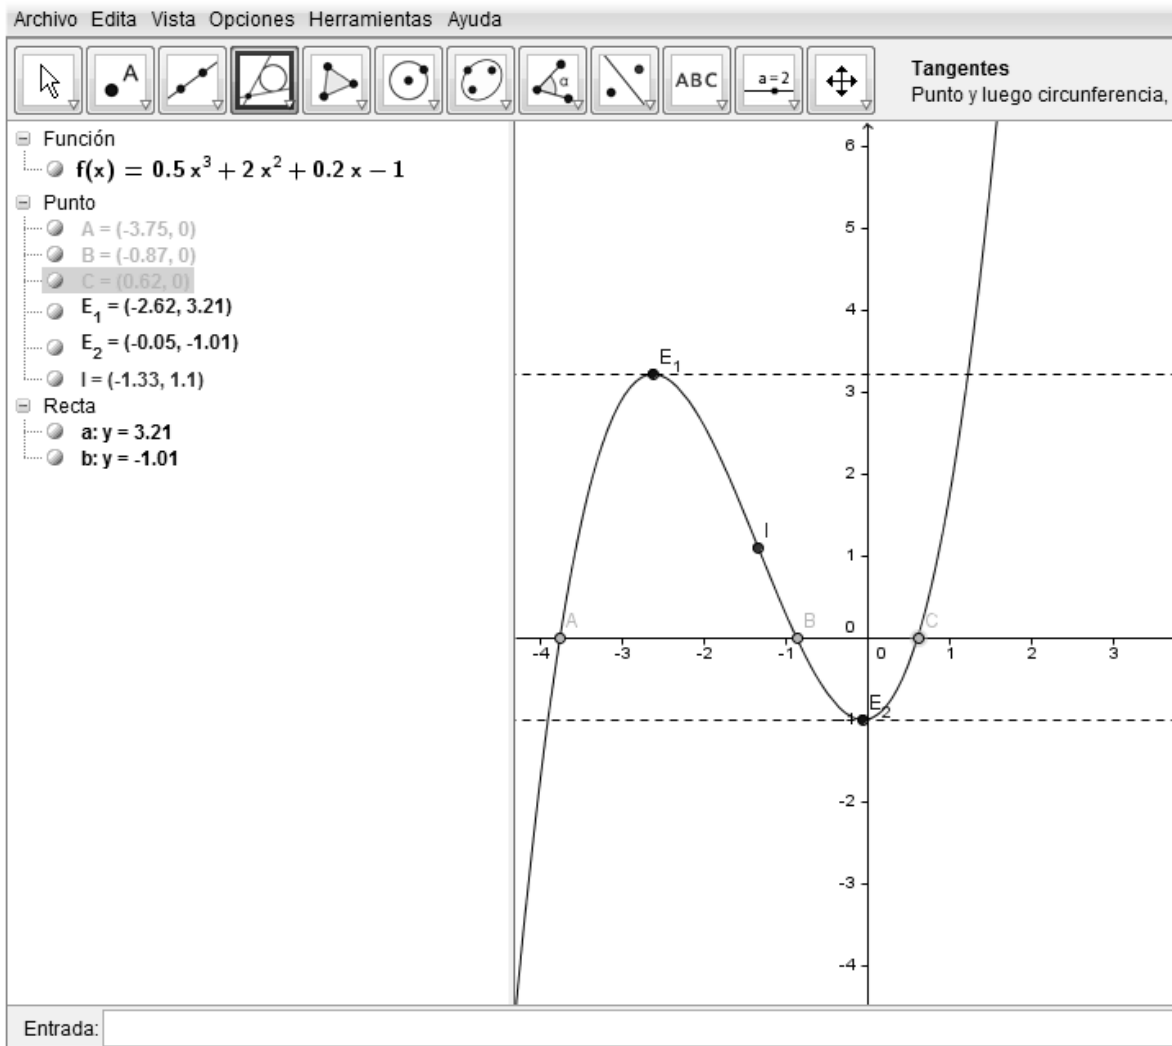 Archivo Edita Vista Opciones Herramientas Ayuda
A
α
ABC
a=2
Tangentes
Punto y luego circunferencia,
Función
f(x) = 0.5 x³ + 2 x² + 0.2 x − 1
Punto
A = (-3.75, 0)
B = (-0.87, 0)
C = (0.62, 0)
E₁ = (-2.62, 3.21)
E₂ = (-0.05, -1.01)
I = (-1.33, 1.1)
Recta
a: y = 3.21
b: y = -1.01
6
5
4
E₁
3
2
I
1
A B 0 C
-4 -3 -2 -1 0 1 2 3
E₂
-1
-2
-3
-4
Entrada: